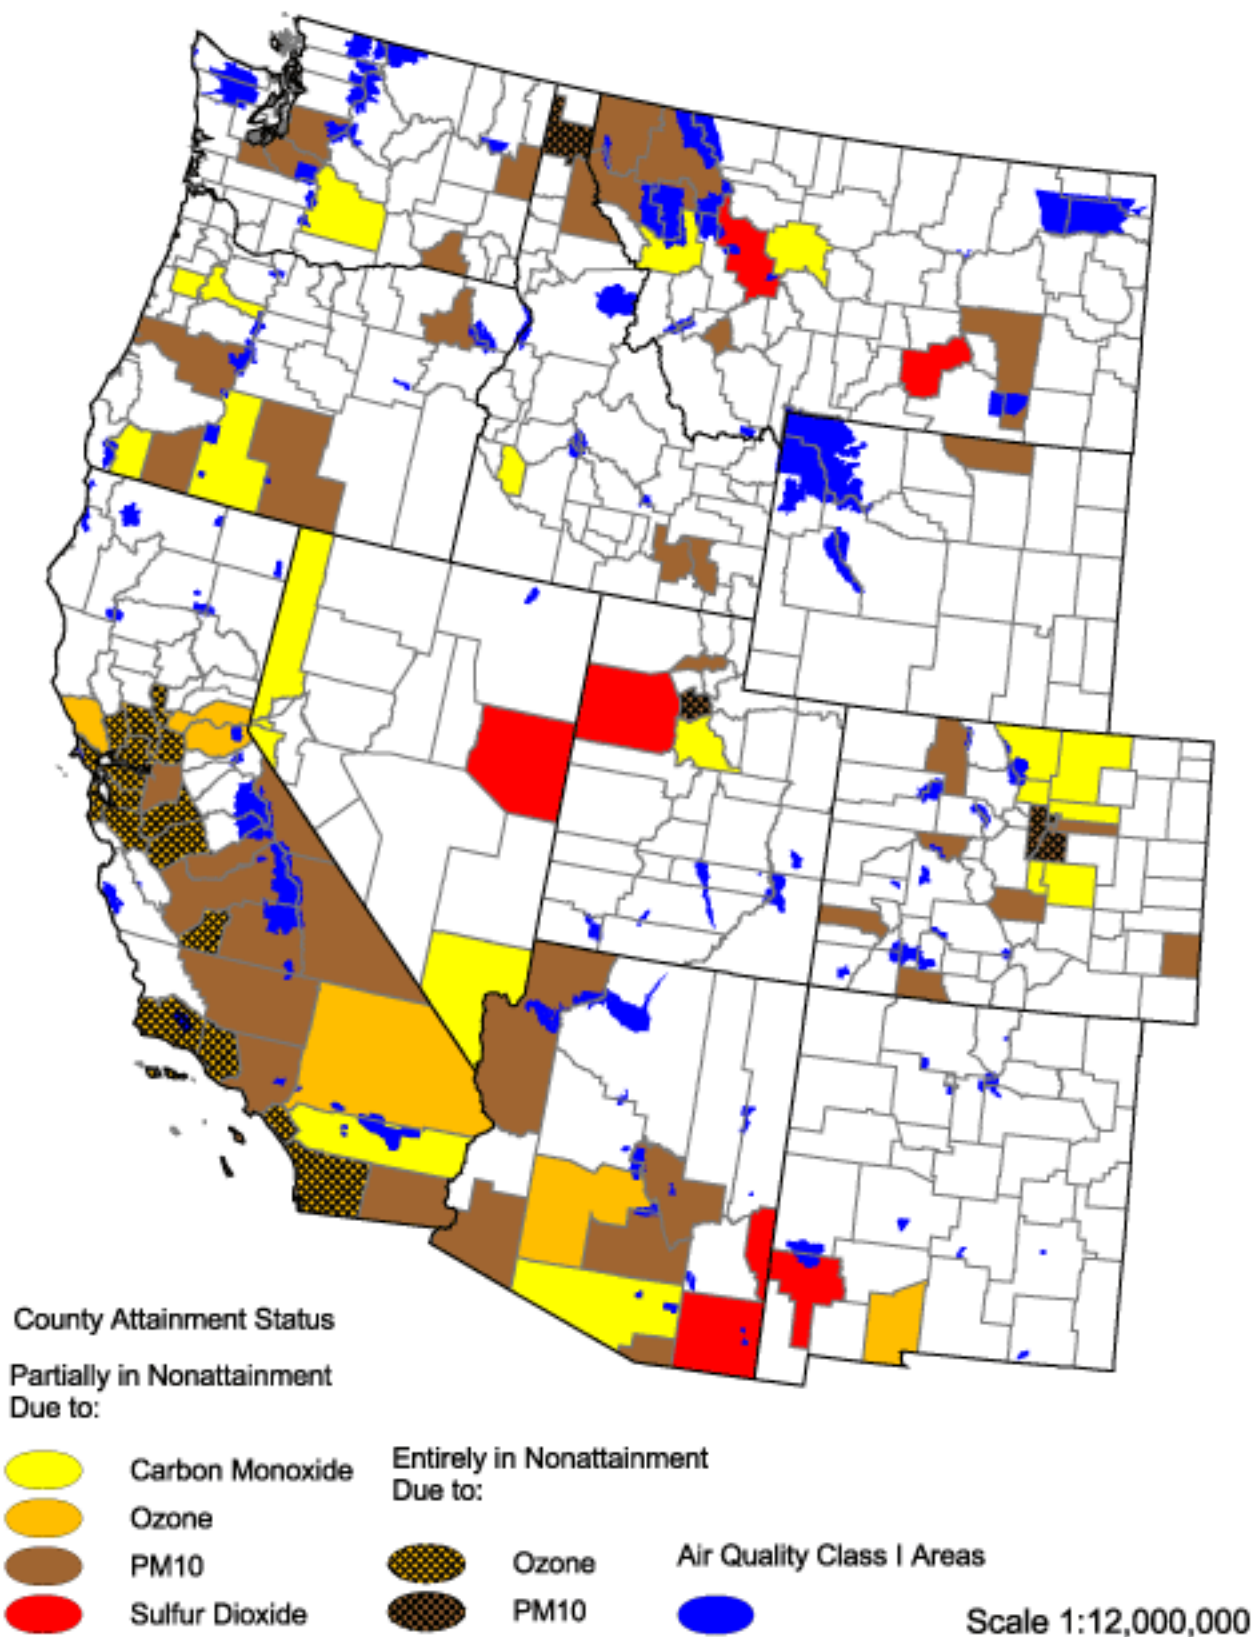 County Attainment Status
Partially in Nonattainment
Due to:
Carbon Monoxide
Ozone
PM10
Sulfur Dioxide
Entirely in Nonattainment
Due to:
Ozone
PM10
Air Quality Class I Areas
Scale 1:12,000,000